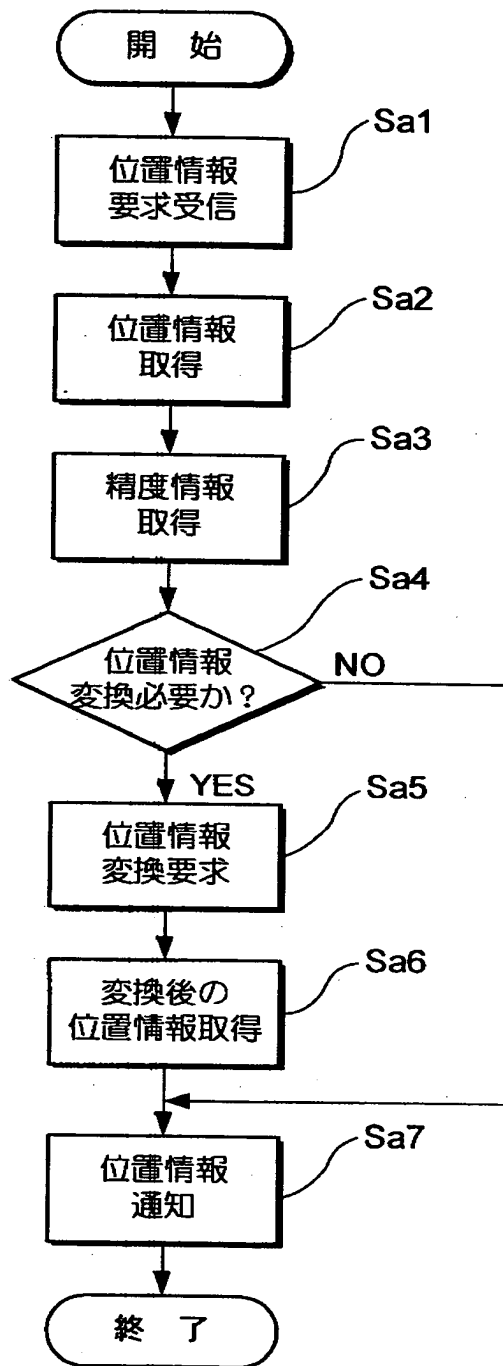 開 始
Sa1
位置情報
要求受信
Sa2
位置情報
取得
Sa3
精度情報
取得
Sa4
位置情報
変換必要か?
NO
YES
Sa5
位置情報
変換要求
Sa6
変換後の
位置情報取得
Sa7
位置情報
通知
終 了